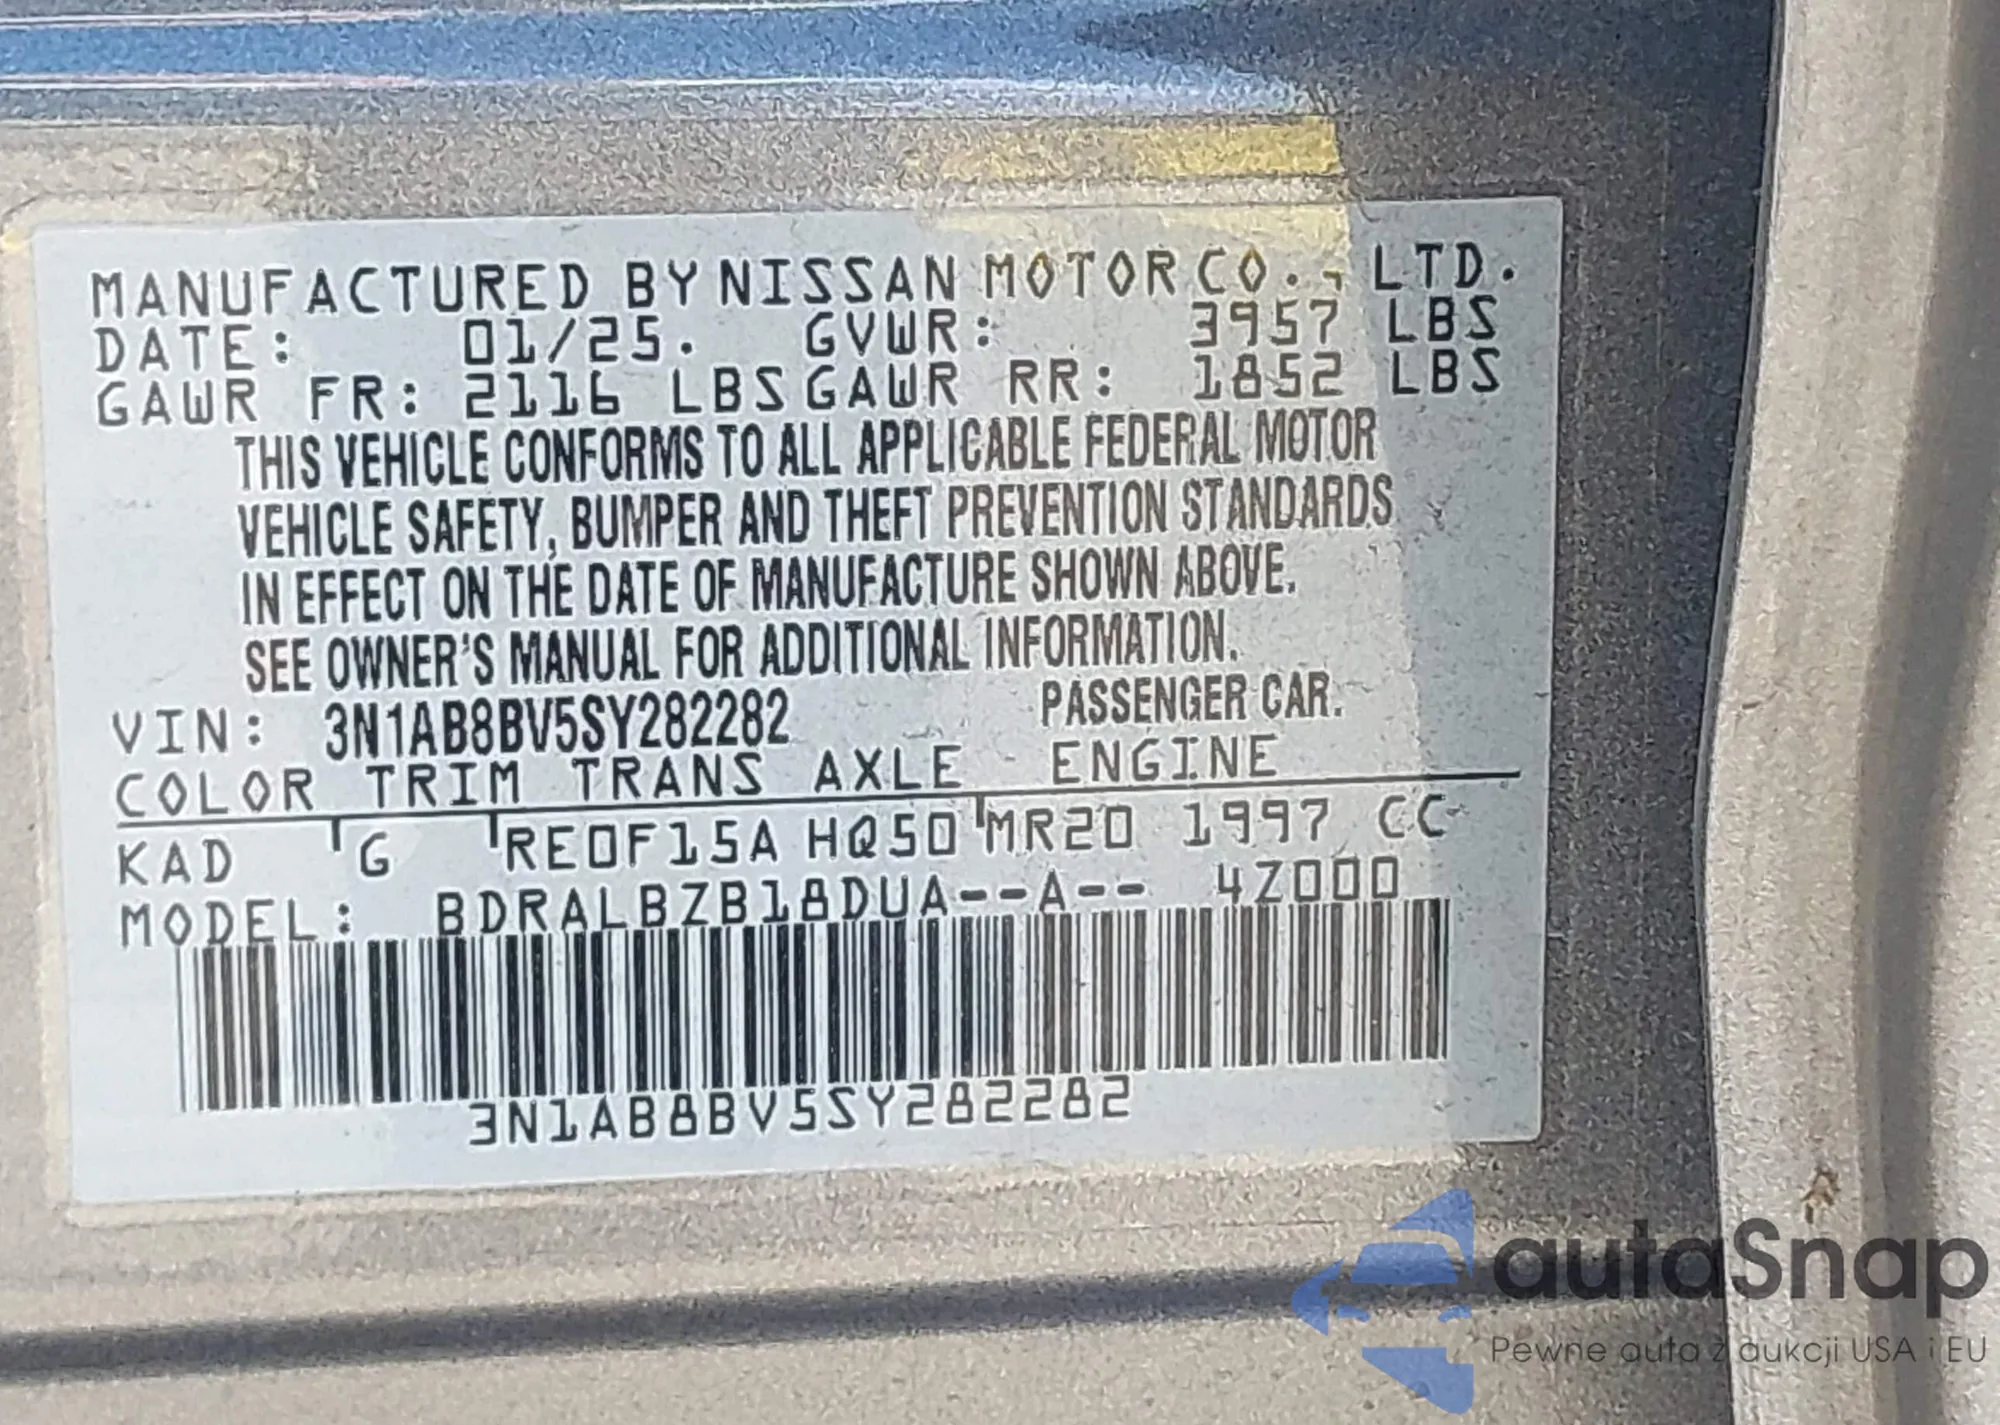 MANUFACTURED BY NISSAN MOTOR CO., LTD.
DATE: 01/25. GVWR: 3957 LBS
GAWR FR: 2116 LBS GAWR RR: 1852 LBS
THIS VEHICLE CONFORMS TO ALL APPLICABLE FEDERAL MOTOR
VEHICLE SAFETY, BUMPER AND THEFT PREVENTION STANDARDS
IN EFFECT ON THE DATE OF MANUFACTURE SHOWN ABOVE.
SEE OWNER'S MANUAL FOR ADDITIONAL INFORMATION.
VIN: 3N1AB8BV5SY282282 PASSENGER CAR.
COLOR TRIM TRANS AXLE ENGINE
KAD G RE0F15A HQ50 MR20 1997 CC
MODEL: BDRALBZB18DUA--A-- 4Z000
3N1AB8BV5SY282282
autaSnap
Pewne auta z aukcji USA i EU